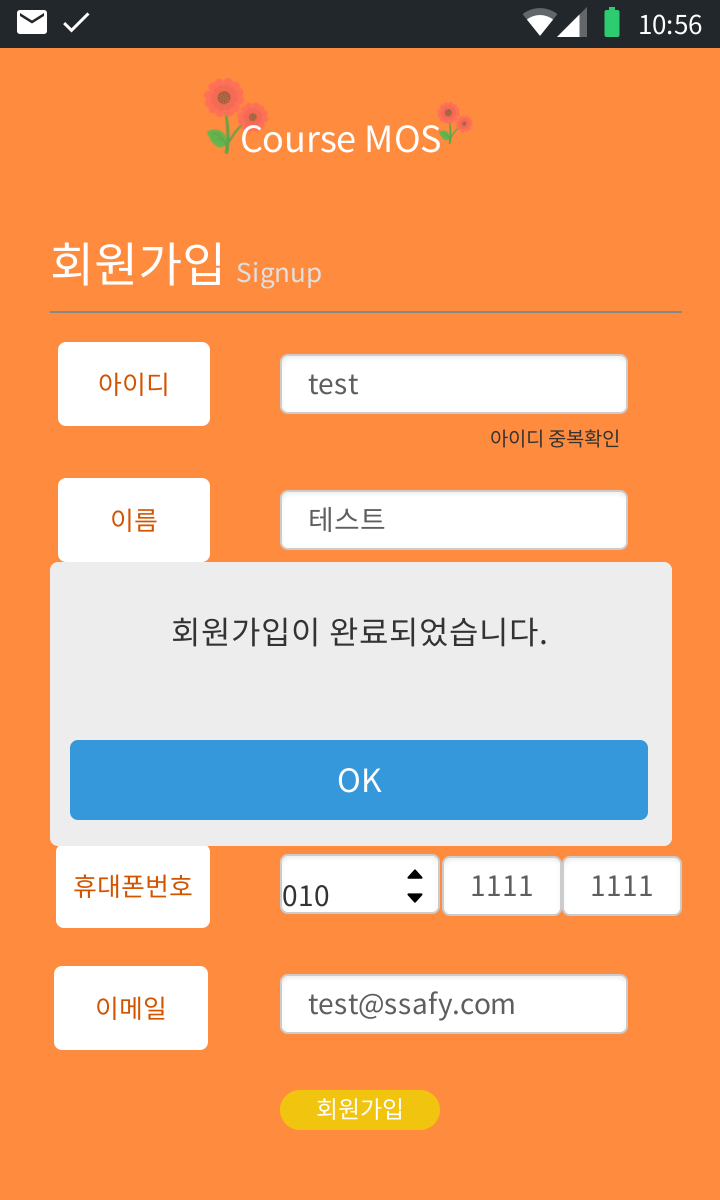 10:56
Course MOS
회원가입 Signup
아이디 test
아이디 중복확인
이름 테스트
회원가입이 완료되었습니다.
OK
휴대폰번호 010 1111 1111
이메일 test@ssafy.com
회원가입